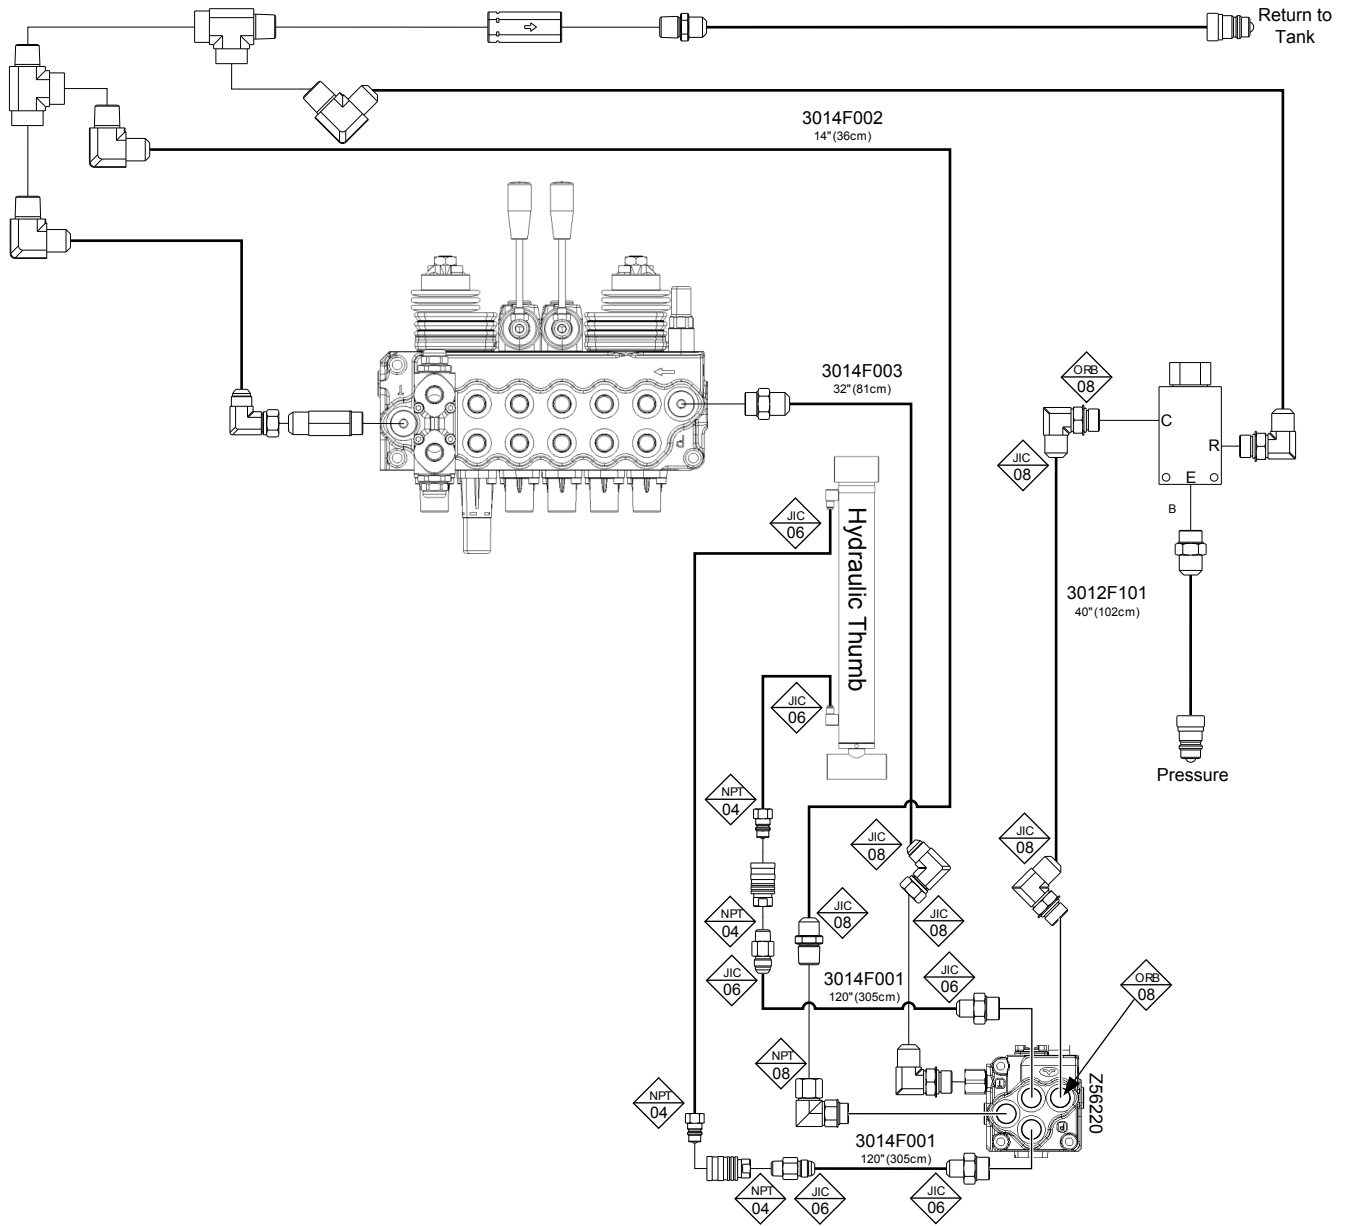 Return to
Tank
3014F002
14"(36cm)
3014F003
32"(81cm)
ORB
08
C
R
E
B
JIC
08
JIC
06
Hydraulic Thumb
3012F101
40"(102cm)
JIC
06
Pressure
NPT
04
JIC
08
JIC
08
NPT
04
JIC
08
JIC
08
JIC
06
3014F001
120"(305cm)
JIC
06
ORB
08
NPT
08
Z56220
P
P
NPT
04
3014F001
120"(305cm)
NPT
04
JIC
06
JIC
06